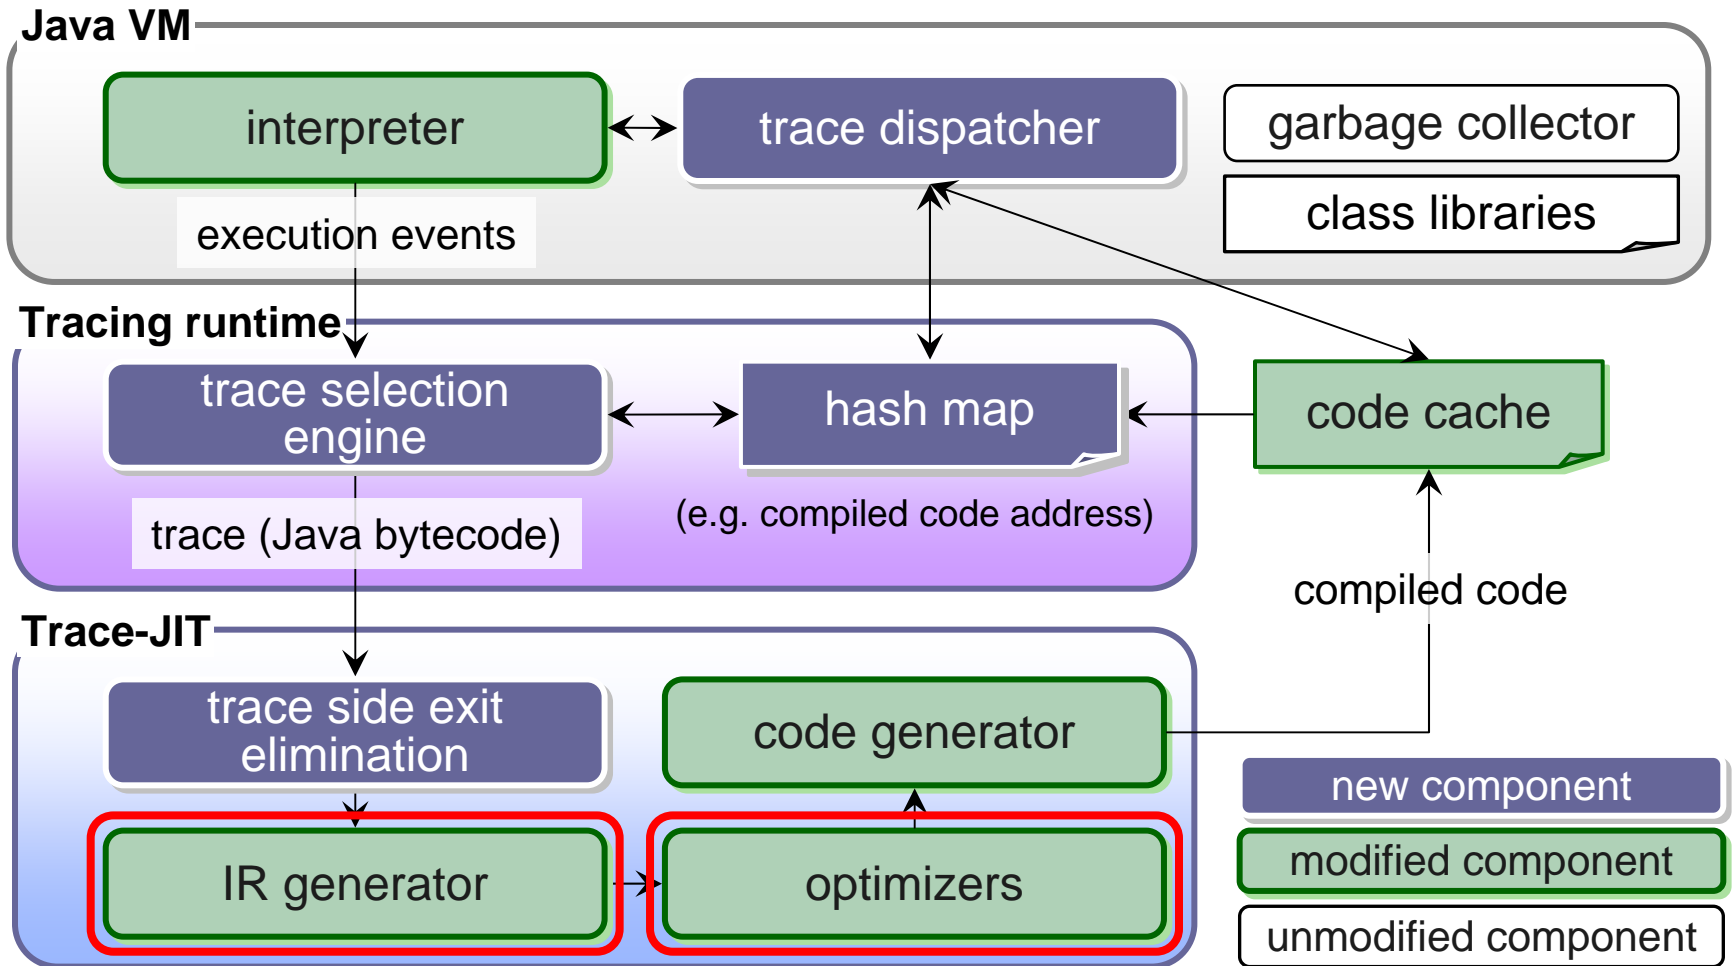 Java VM
interpreter
trace dispatcher
garbage collector
class libraries
execution events
Tracing runtime
trace selection
engine
hash map
code cache
(e.g. compiled code address)
trace (Java bytecode)
compiled code
Trace-JIT
trace side exit
elimination
code generator
IR generator
optimizers
new component
modified component
unmodified component